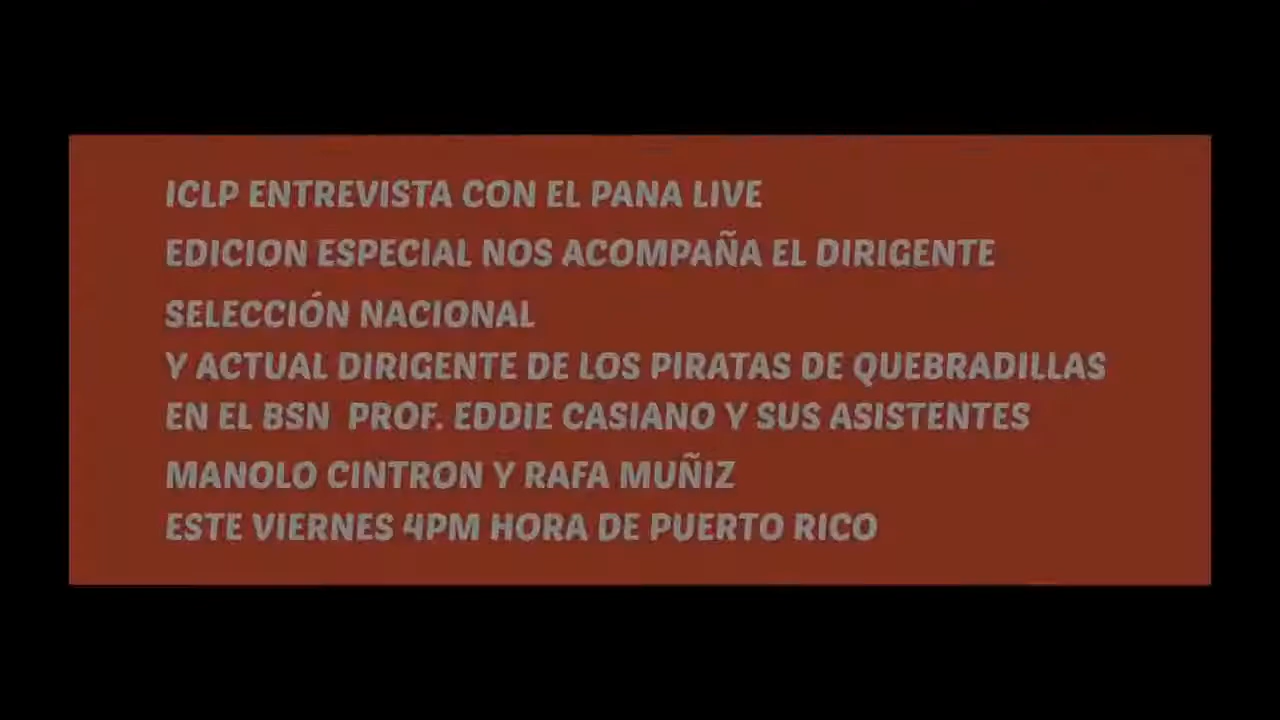 ICLP ENTREVISTA CON EL PANA LIVE
EDICION ESPECIAL NOS ACOMPAÑA EL DIRIGENTE
SELECCIÓN NACIONAL
Y ACTUAL DIRIGENTE DE LOS PIRATAS DE QUEBRADILLAS
EN EL BSN PROF. EDDIE CASIANO Y SUS ASISTENTES
MANOLO CINTRON Y RAFA MUÑIZ
ESTE VIERNES 4PM HORA DE PUERTO RICO